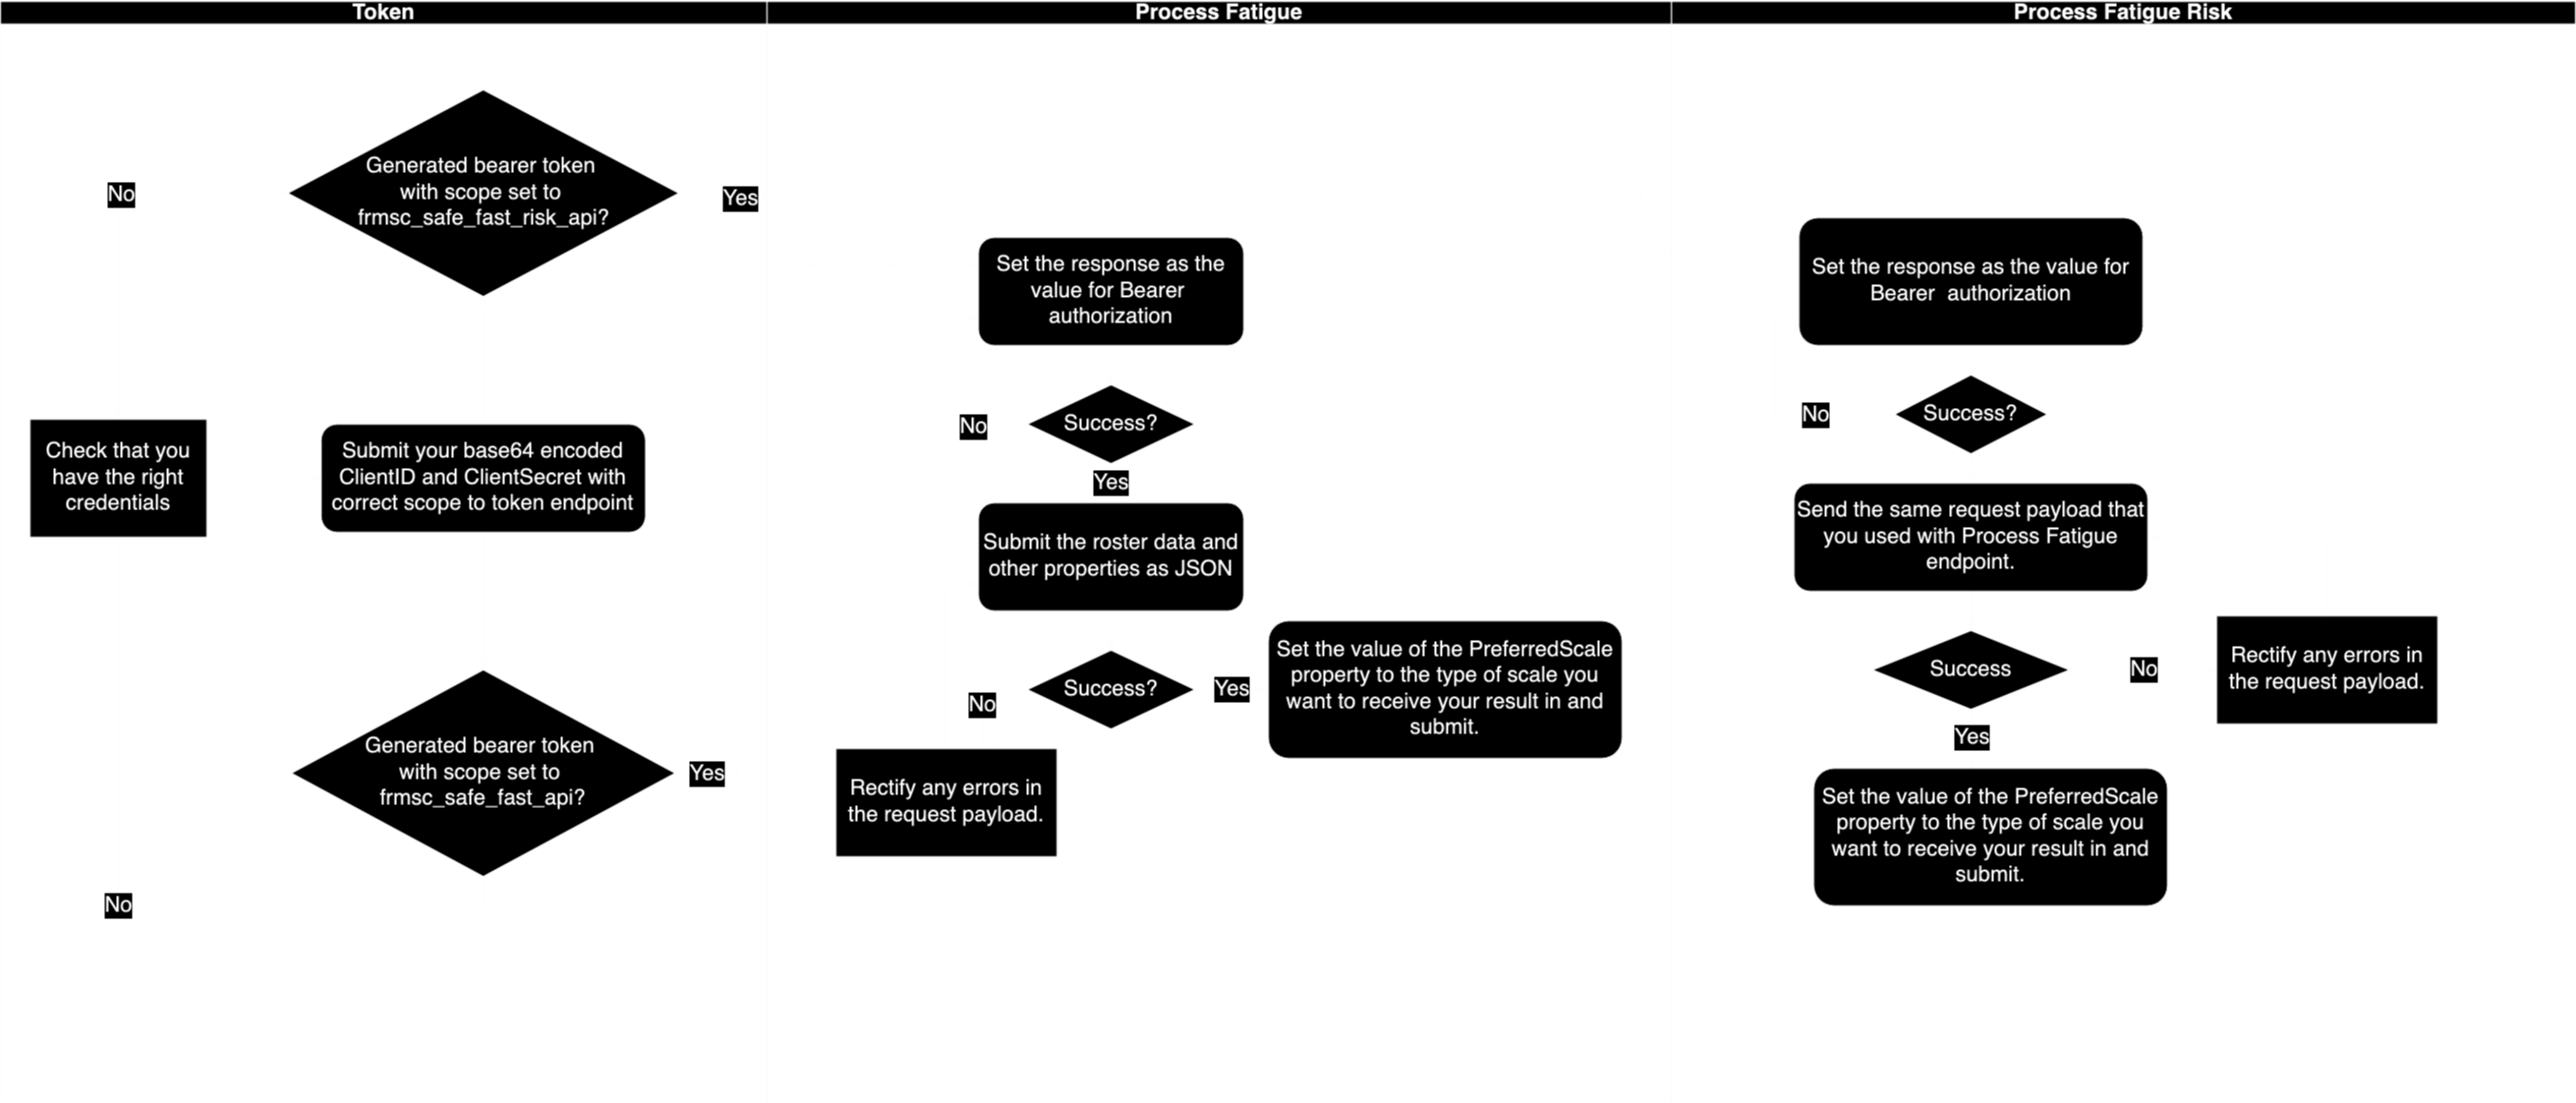 Token
Process Fatigue
Process Fatigue Risk
Generated bearer token
with scope set to
frmsc_safe_fast_risk_api?
No
Yes
Check that you
have the right
credentials
Submit your base64 encoded
ClientID and ClientSecret with
correct scope to token endpoint
Generated bearer token
with scope set to
frmsc_safe_fast_api?
Yes
No
Set the response as the
value for Bearer
authorization
Success?
No
Yes
Submit the roster data and
other properties as JSON
Success?
No
Yes
Set the value of the PreferredScale
property to the type of scale you
want to receive your result in and
submit.
Rectify any errors in
the request payload.
Set the response as the value for
Bearer  authorization
Success?
No
Send the same request payload that
you used with Process Fatigue
endpoint.
Success
No
Rectify any errors in
the request payload.
Yes
Set the value of the PreferredScale
property to the type of scale you
want to receive your result in and
submit.